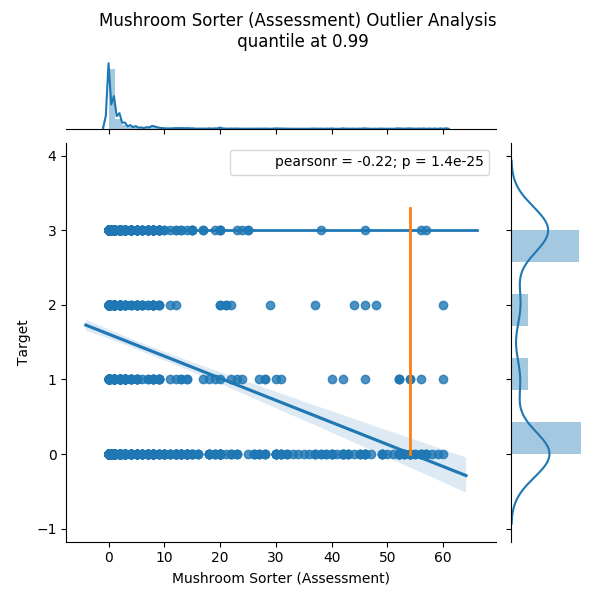 Mushroom Sorter (Assessment) Outlier Analysis
quantile at 0.99
pearsonr = -0.22; p = 1.4e-25
4
3
2
1
0
−1
Target
0 10 20 30 40 50 60
Mushroom Sorter (Assessment)